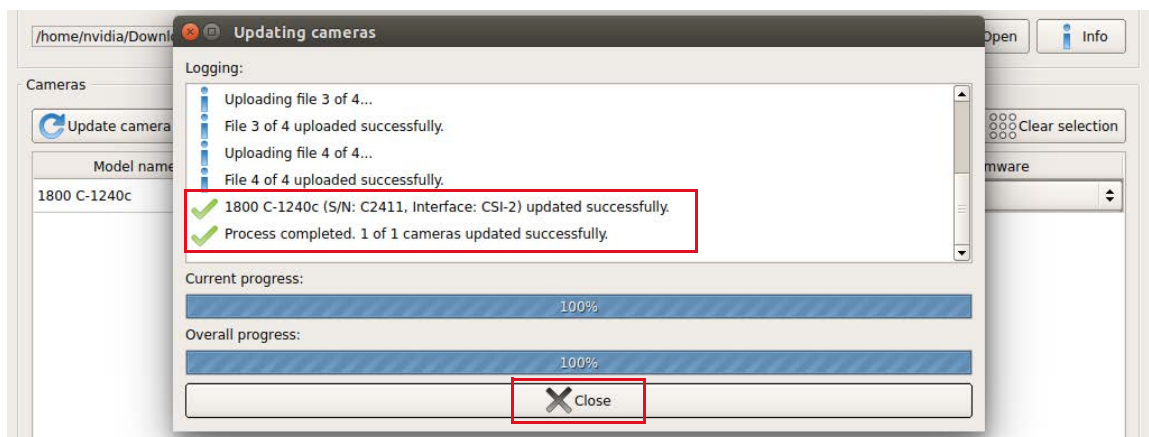 Updating cameras
/home/nvidia/Downl
Open
Info
Logging:
Cameras
Uploading file 3 of 4...
File 3 of 4 uploaded successfully.
Update camera
Clear selection
Uploading file 4 of 4...
Model name
mware
File 4 of 4 uploaded successfully.
1800 C-1240c
1800 C-1240c (S/N: C2411, Interface: CSI-2) updated successfully.
Process completed. 1 of 1 cameras updated successfully.
Current progress:
100%
Overall progress:
100%
Close